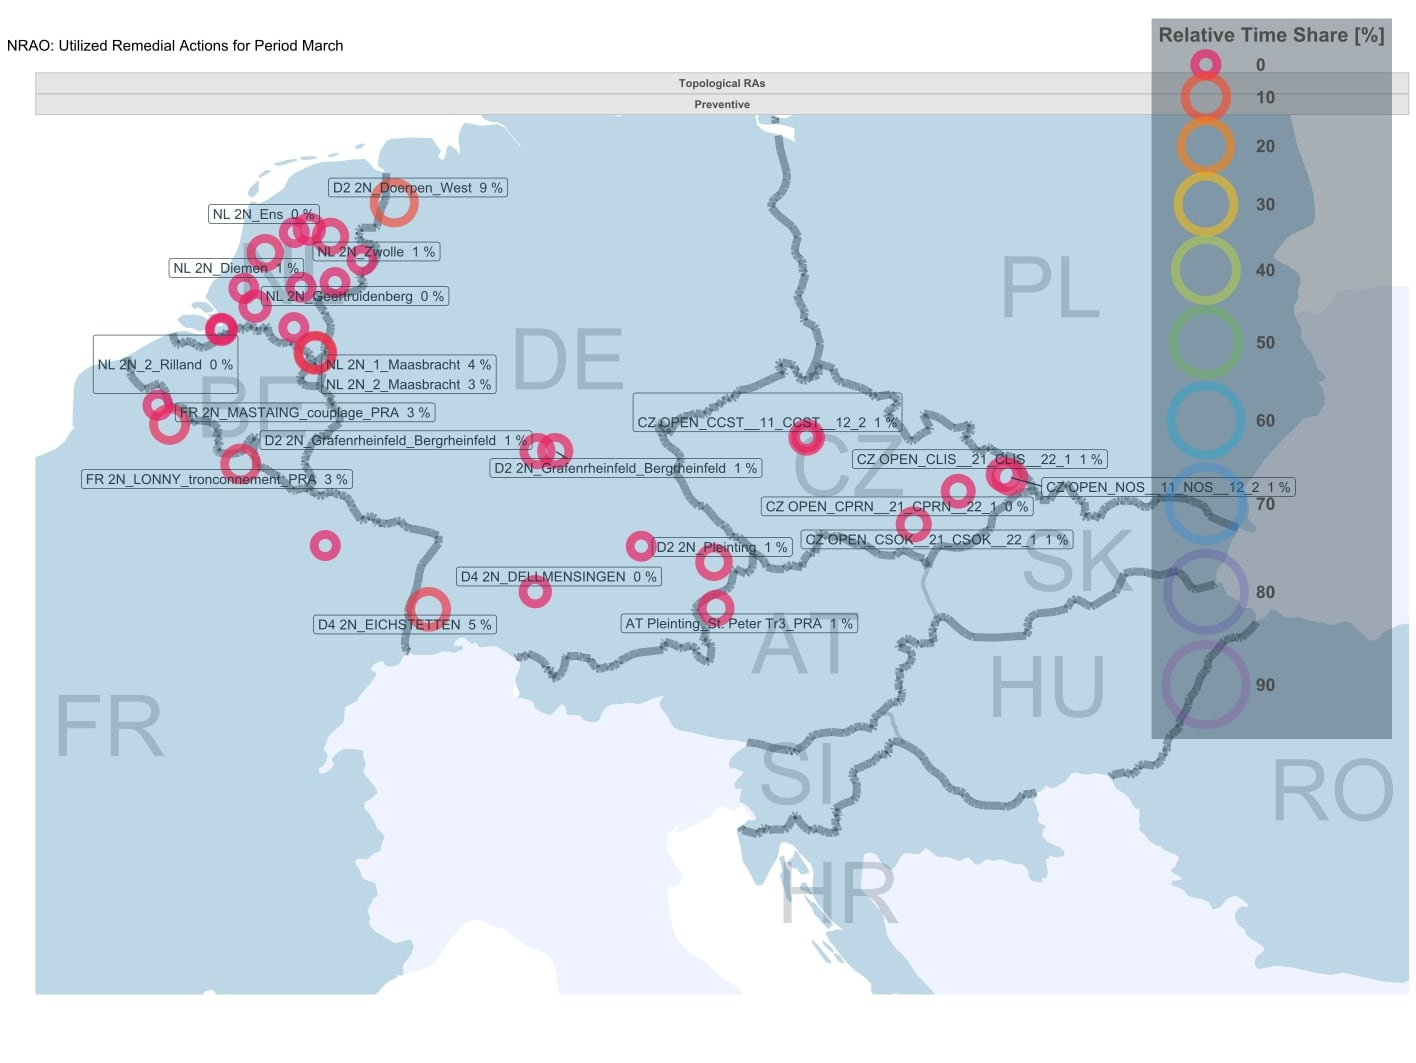 NRAO: Utilized Remedial Actions for Period March
Relative Time Share [%]
0
10
20
30
40
50
60
70
80
90
Topological RAs
Preventive
D2 2N_Doerpen_West 9 %
NL 2N_Ens 0 %
NL 2N_Zwolle 1 %
NL 2N_Diemen 1 %
NL 2N_Geertruidenberg 0 %
NL 2N_2_Rilland 0 %
NL 2N_1_Maasbracht 4 %
NL 2N_2_Maasbracht 3 %
FR 2N_MASTAING_couplage_PRA 3 %
D2 2N_Grafenrheinfeld_Bergrheinfeld 1 %
D2 2N_Grafenrheinfeld_Bergrheinfeld 1 %
FR 2N_LONNY_tronconnement_PRA 3 %
CZ OPEN_CCST__11_CCST__12_2 1 %
CZ OPEN_CLIS__21_CLIS__22_1 1 %
CZ OPEN_NOS__11_NOS__12_2 1 %
CZ OPEN_CPRN__21_CPRN__22_1 0 %
CZ OPEN_CSOK__21_CSOK__22_1 1 %
D2 2N_Pleinting 1 %
D4 2N_DELLMENSINGEN 0 %
D4 2N_EICHSTETTEN 5 %
AT Pleinting_St. Peter Tr3_PRA 1 %
NL
PL
DE
BE
CZ
SK
AT
HU
FR
SI
RO
HR